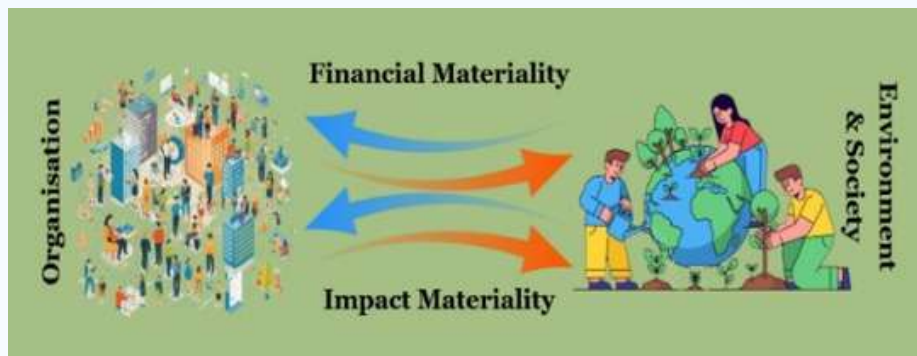 Financial Materiality
Organisation
Environment
& Society
Impact Materiality